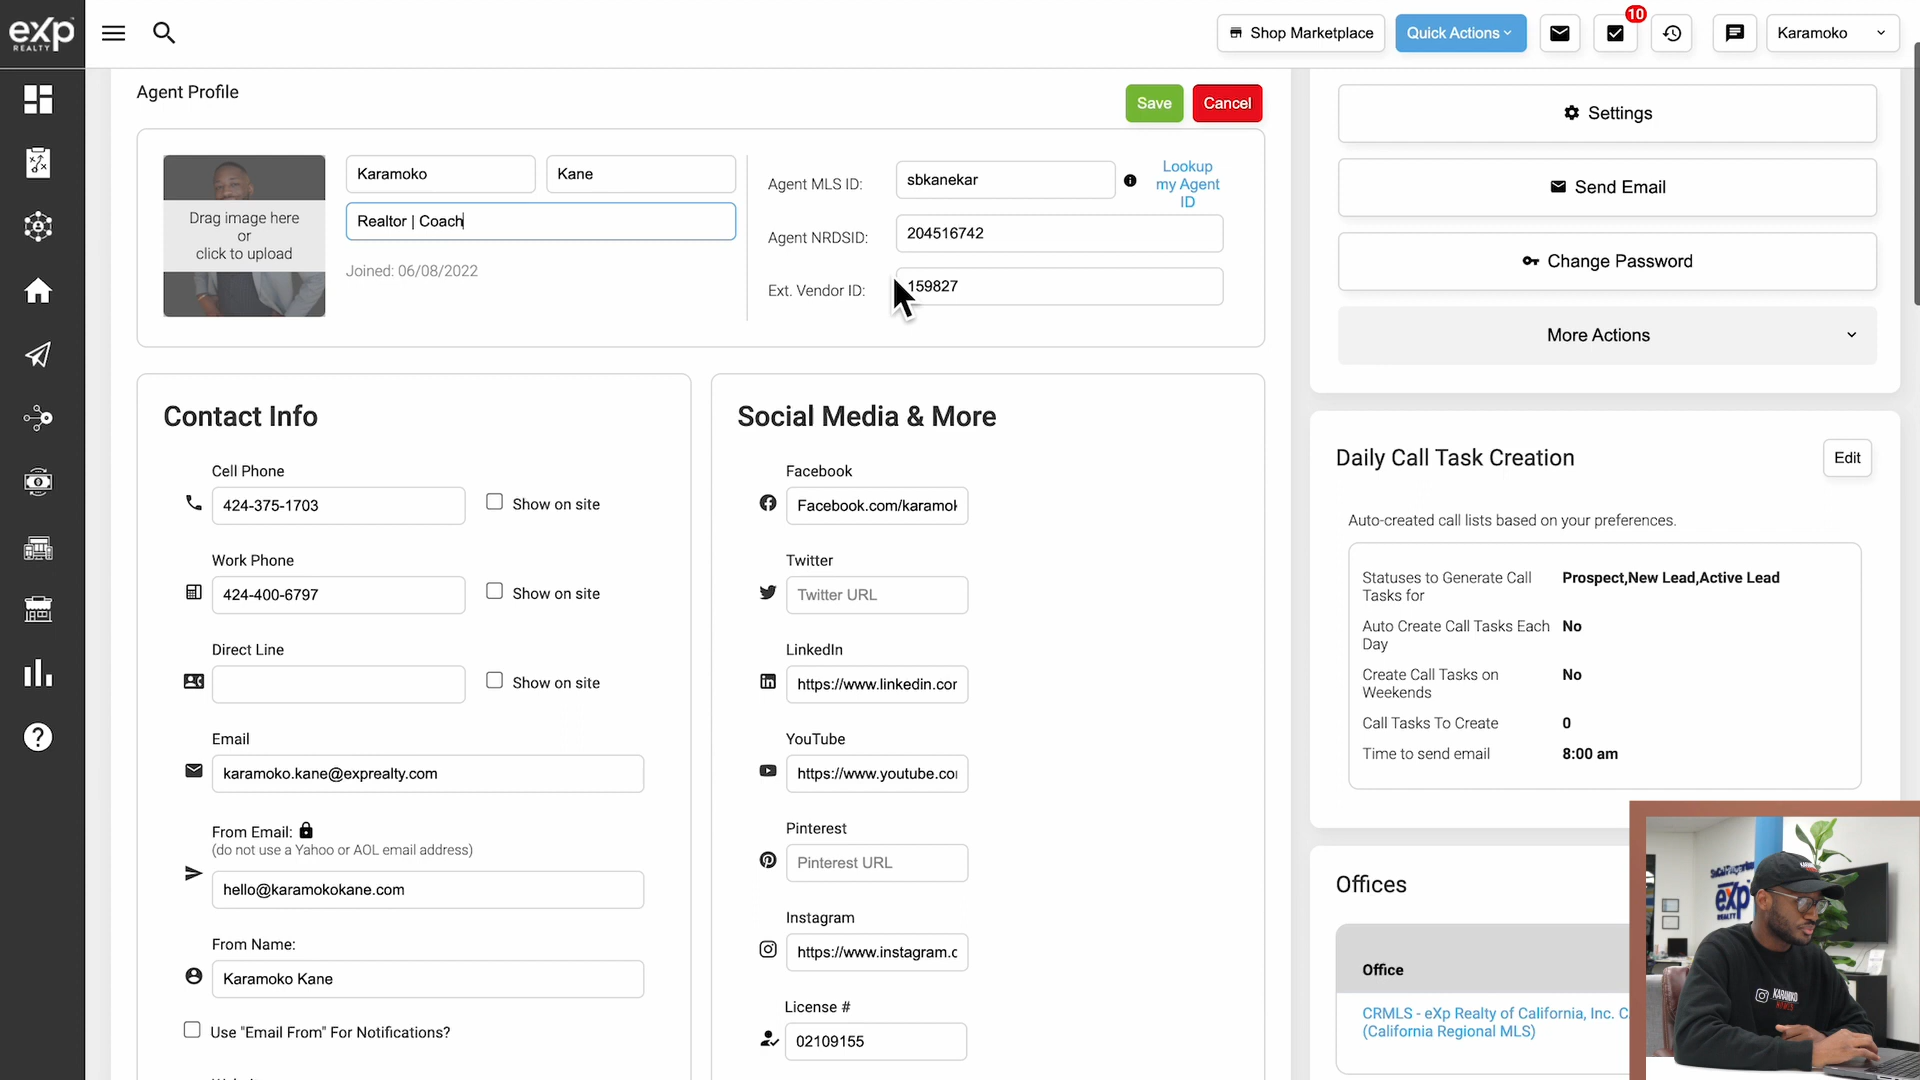 eXp
REALTY
Shop Marketplace
Quick Actions
10
Karamoko
Agent Profile
Save
Cancel
Drag image here
or
click to upload
Karamoko
Kane
Realtor | Coach
Joined: 06/08/2022
Agent MLS ID:
sbkanekar
Lookup
my Agent
ID
Agent NRDSID:
204516742
Ext. Vendor ID:
159827
Settings
Send Email
Change Password
More Actions
Contact Info
Cell Phone
424-375-1703
Show on site
Work Phone
424-400-6797
Show on site
Direct Line
Show on site
Email
karamoko.kane@exprealty.com
From Email:
(do not use a Yahoo or AOL email address)
hello@karamokokane.com
From Name:
Karamoko Kane
Use "Email From" For Notifications?
Social Media & More
Facebook
Facebook.com/karamok
Twitter
Twitter URL
LinkedIn
https://www.linkedin.cor
YouTube
https://www.youtube.co
Pinterest
Pinterest URL
Instagram
https://www.instagram.c
License #
02109155
Daily Call Task Creation
Edit
Auto-created call lists based on your preferences.
Statuses to Generate Call
Tasks for
Prospect,New Lead,Active Lead
Auto Create Call Tasks Each
Day
No
Create Call Tasks on
Weekends
No
Call Tasks To Create
0
Time to send email
8:00 am
Offices
Office
CRMLS - eXp Realty of California, Inc. C
(California Regional MLS)
eXp
REALTY
KARAMOKO